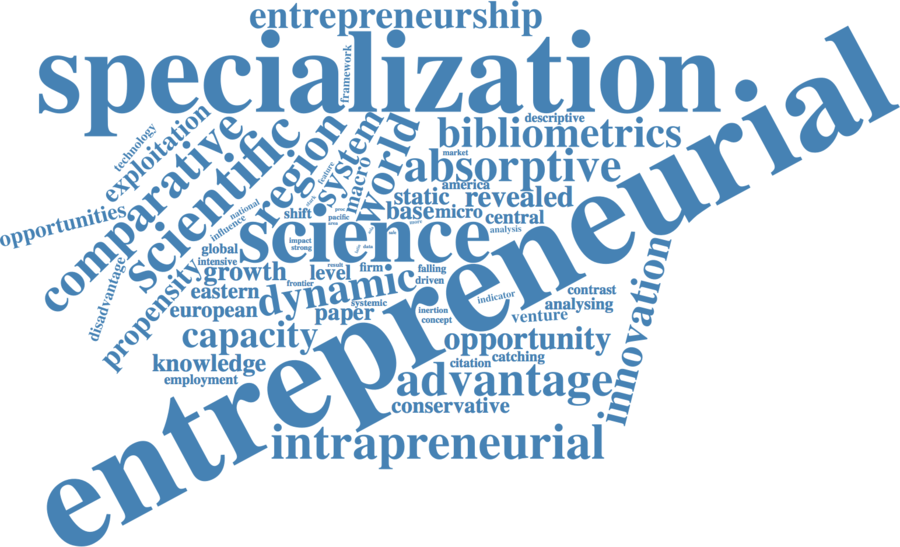 entrepreneurship
specialization
entrepreneurial
framework
technology
exploitation
comparative
scientific
region
system
world
macro
feature
descriptive
bibliometrics
market
absorptive
america
static
revealed
base
micro
central
analysis
opportunities
national
influence
shift
pacific
area
science
global
intensive
impact
strong
data
disadvantage
propensity
growth
level
result
firm
falling
driven
frontier
eastern
european
dynamic
systemic
paper
inertion
concept
indicator
contrast
analysing
venture
innovation
capacity
opportunity
knowledge
employment
citation
catching
advantage
conservative
intrapreneurial